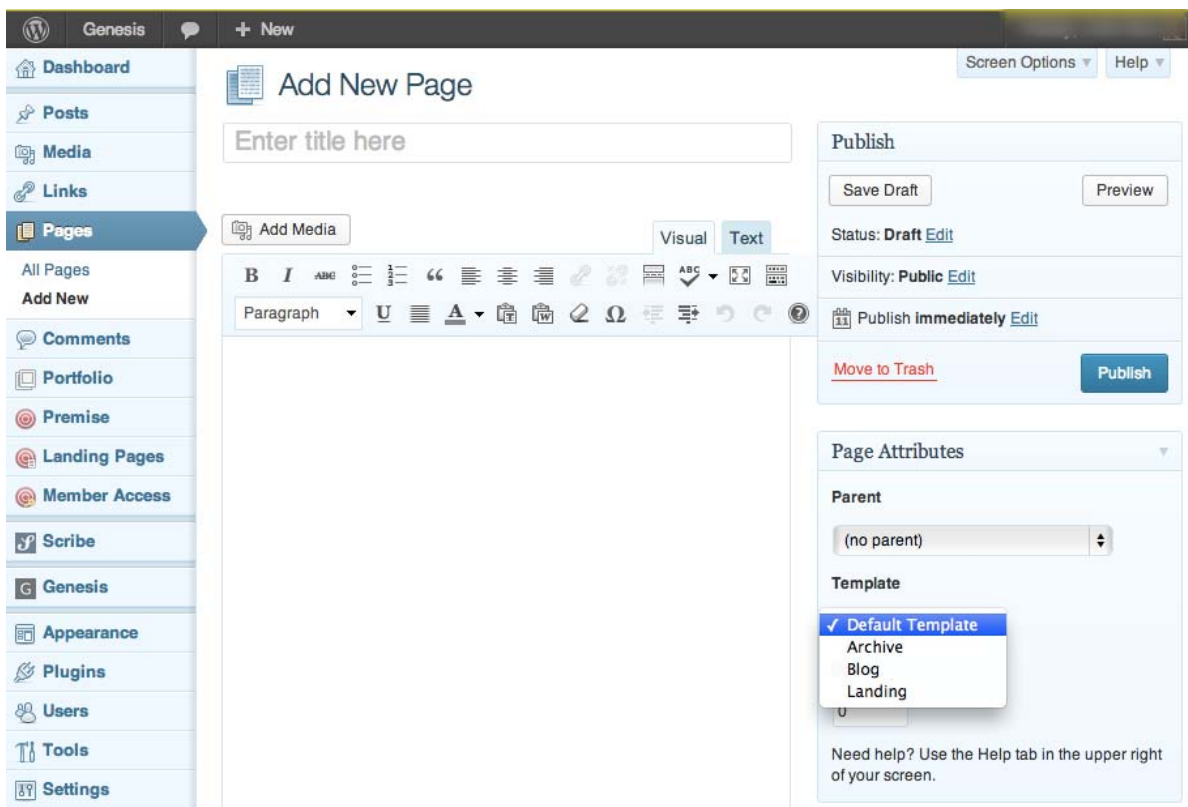 Genesis + New
Screen Options Help
Dashboard
Posts
Media
Links
Pages
All Pages
Add New
Comments
Portfolio
Premise
Landing Pages
Member Access
Scribe
G Genesis
Appearance
Plugins
Users
Tools
Settings
Add New Page
Enter title here
Add Media
Visual Text
B I ABC ABC
Paragraph U A T W Ω ?
Publish
Save Draft Preview
Status: Draft Edit
Visibility: Public Edit
11 Publish immediately Edit
Move to Trash Publish
Page Attributes
Parent
(no parent)
Template
✓ Default Template
Archive
Blog
Landing
0
Need help? Use the Help tab in the upper right
of your screen.